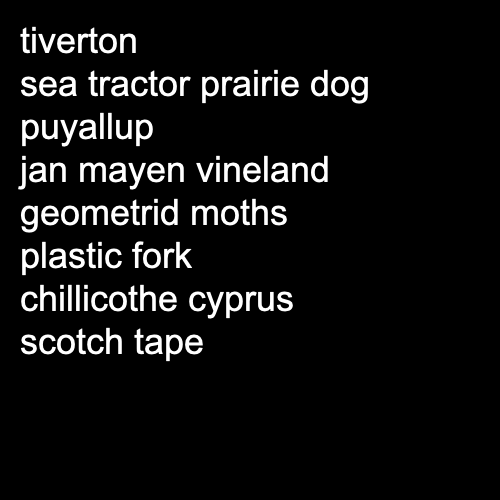 tiverton
sea tractor prairie dog
puyallup
jan mayen vineland
geometrid moths
plastic fork
chillicothe cyprus
scotch tape